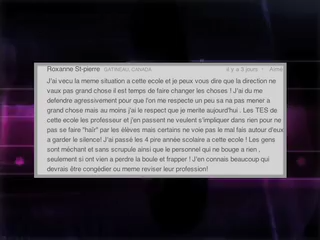 Roxanne St-pierre GATINEAU, CANADA il y a 3 jours
J'ai vecu la meme situation a cette ecole et je peux vous dire que la direction ne
vaux pas grand chose il est temps de faire changer les choses ! J'ai du me
defendre agressivement pour que l'on me respecte un peu sa na pas mener a
grand chose mais au moins j'ai le respect que je merite aujourd'hui . Les TES de
cette ecole les professeur et j'en passent ne veulent s'impliquer dans rien pour ne
pas se faire "haïr" par les élèves mais certains ne voie pas le mal fais autour d'eux
a garder le silence! J'ai passé les 4 pire année scolaire a cette ecole ! Les gens
sont méchant et sans scrupule ainsi que le personnel qui ne bouge a rien ,
seulement si ont vien a perdre la boule et frapper ! J'en connais beaucoup qui
devrais être congédier ou meme reviser leur profession!